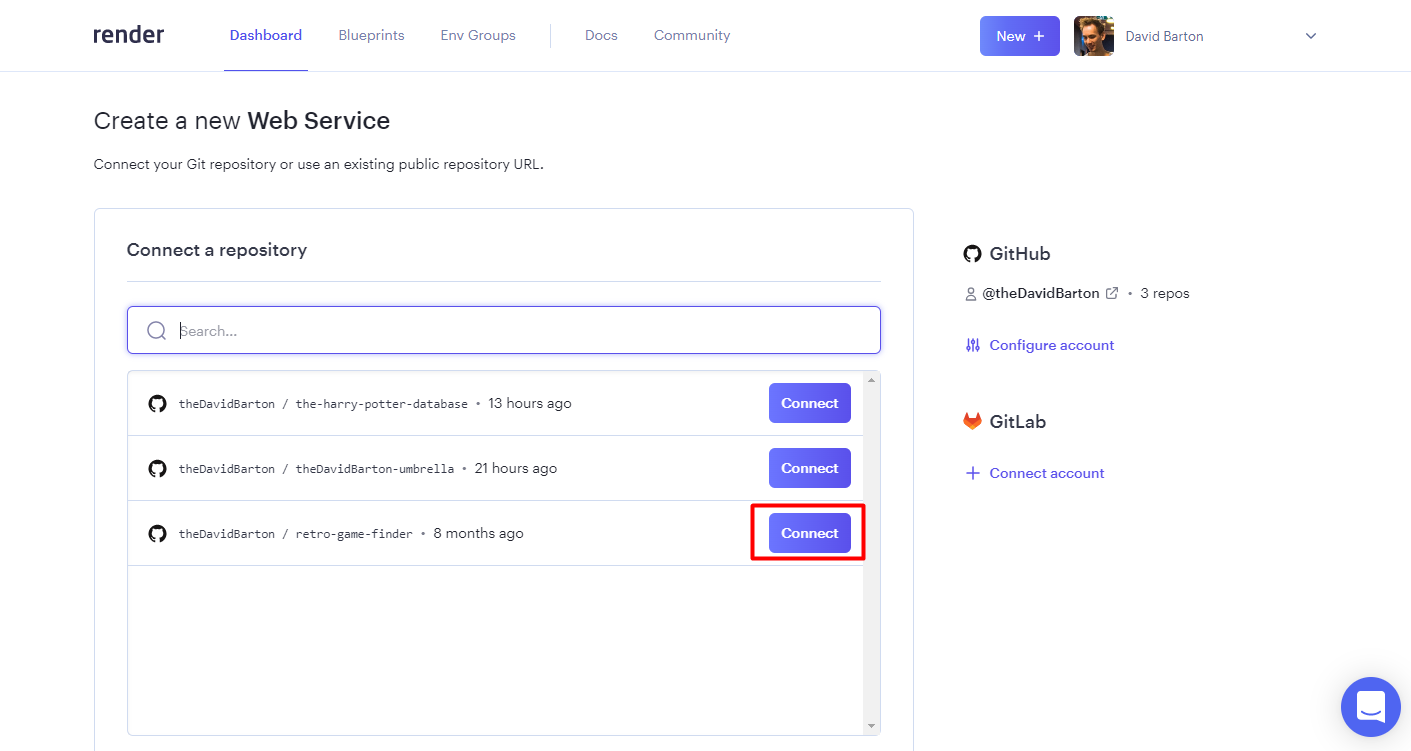 render Dashboard Blueprints Env Groups Docs Community New + David Barton
Create a new Web Service
Connect your Git repository or use an existing public repository URL.
Connect a repository
Search...
theDavidBarton / the-harry-potter-database • 13 hours ago Connect
theDavidBarton / theDavidBarton-umbrella • 21 hours ago Connect
theDavidBarton / retro-game-finder • 8 months ago Connect
GitHub
@theDavidBarton • 3 repos
Configure account
GitLab
Connect account